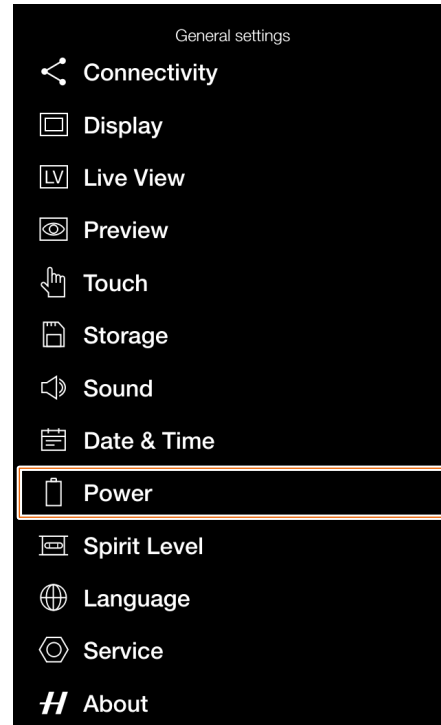 General settings
Connectivity
Display
LV Live View
Preview
Touch
Storage
Sound
Date & Time
Power
Spirit Level
Language
Service
H About